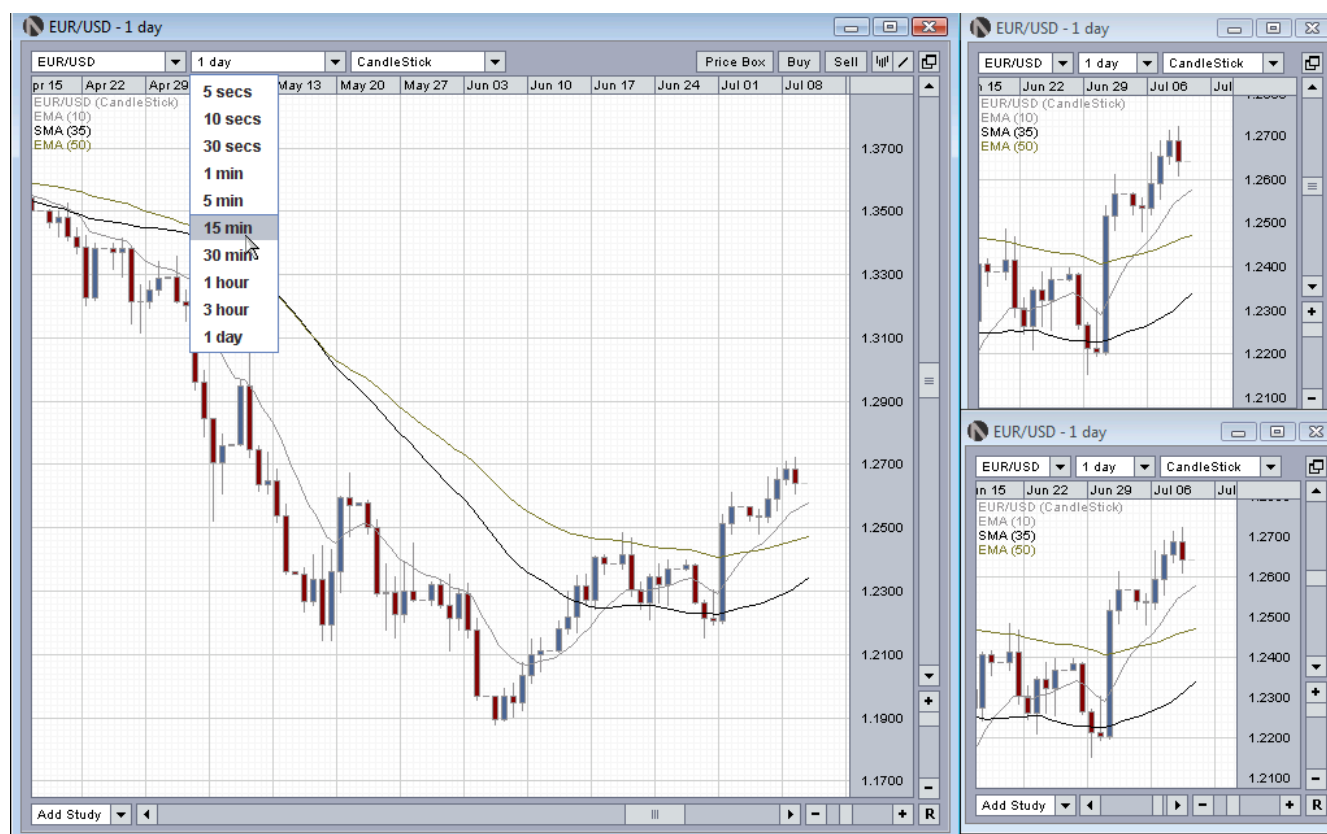 EUR/USD - 1 day
EUR/USD 1 day CandleStick Price Box Buy Sell
pr 15 Apr 22 Apr 29 May 13 May 20 May 27 Jun 03 Jun 10 Jun 17 Jun 24 Jul 01 Jul 08
EUR/USD (CandleStick)
EMA (10)
SMA (35)
EMA (50)
5 secs
10 secs
30 secs
1 min
5 min
15 min
30 min
1 hour
3 hour
1 day
1.3700
1.3500
1.3300
1.3100
1.2900
1.2700
1.2500
1.2300
1.2100
1.1900
1.1700
Add Study R
EUR/USD - 1 day
EUR/USD 1 day CandleStick
15 Jun 22 Jun 29 Jul 06 Jul
EUR/USD (CandleStick)
EMA (10)
SMA (35)
EMA (50)
1.2700
1.2600
1.2500
1.2400
1.2300
1.2200
1.2100
EUR/USD - 1 day
EUR/USD 1 day CandleStick
n 15 Jun 22 Jun 29 Jul 06 Jul
EUR/USD (CandleStick)
EMA (10)
SMA (35)
EMA (50)
1.2700
1.2600
1.2500
1.2400
1.2300
1.2200
1.2100
Add Study R